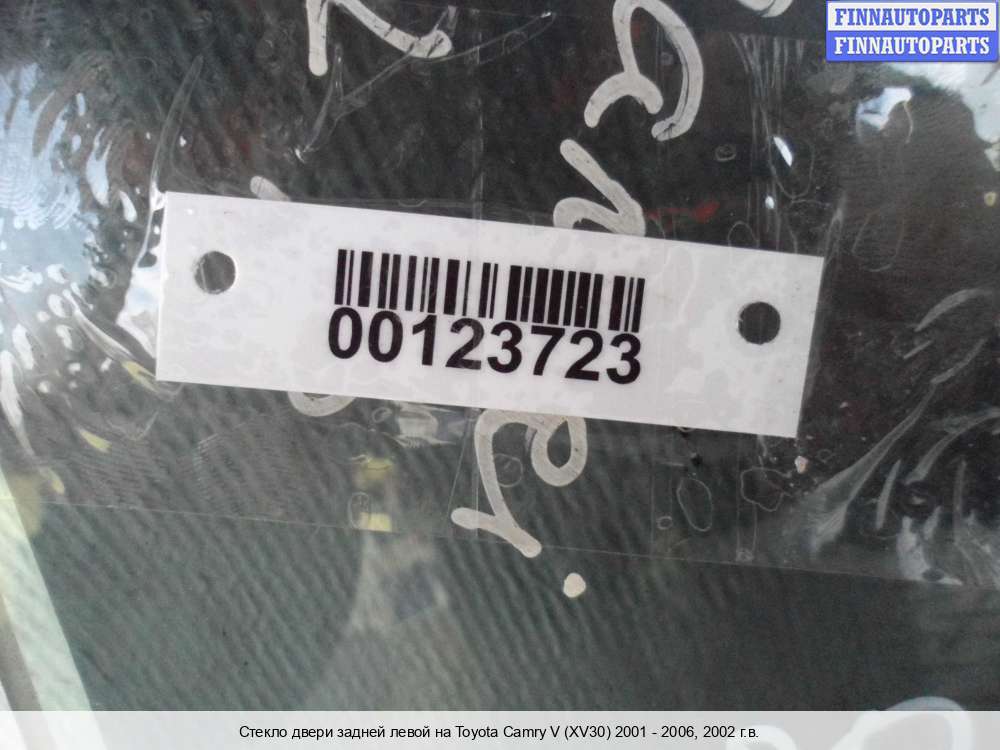 FINNAUTOPARTS
FINNAUTOPARTS
00123723
Стекло двери задней левой на Toyota Camry V (XV30) 2001 - 2006, 2002 г.в.